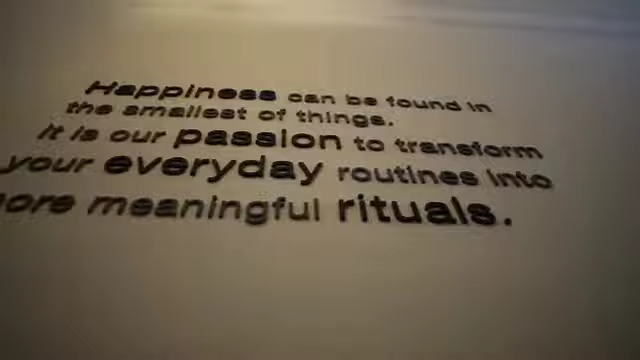 Happiness can be found in
the smallest of things.
It is our passion to transform
your everyday routines into
more meaningful rituals.